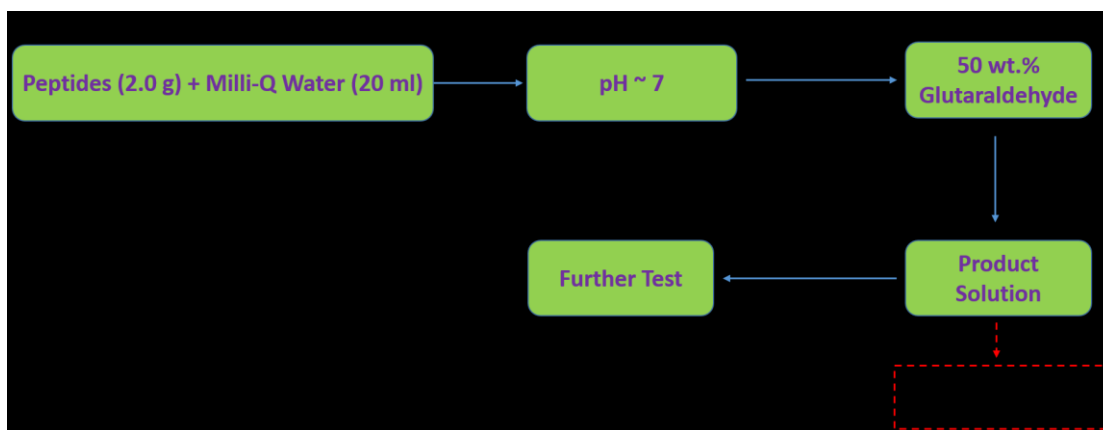 Peptides (2.0 g) + Milli-Q Water (20 ml)
pH ~ 7
50 wt.%
Glutaraldehyde
Product
Solution
Further Test